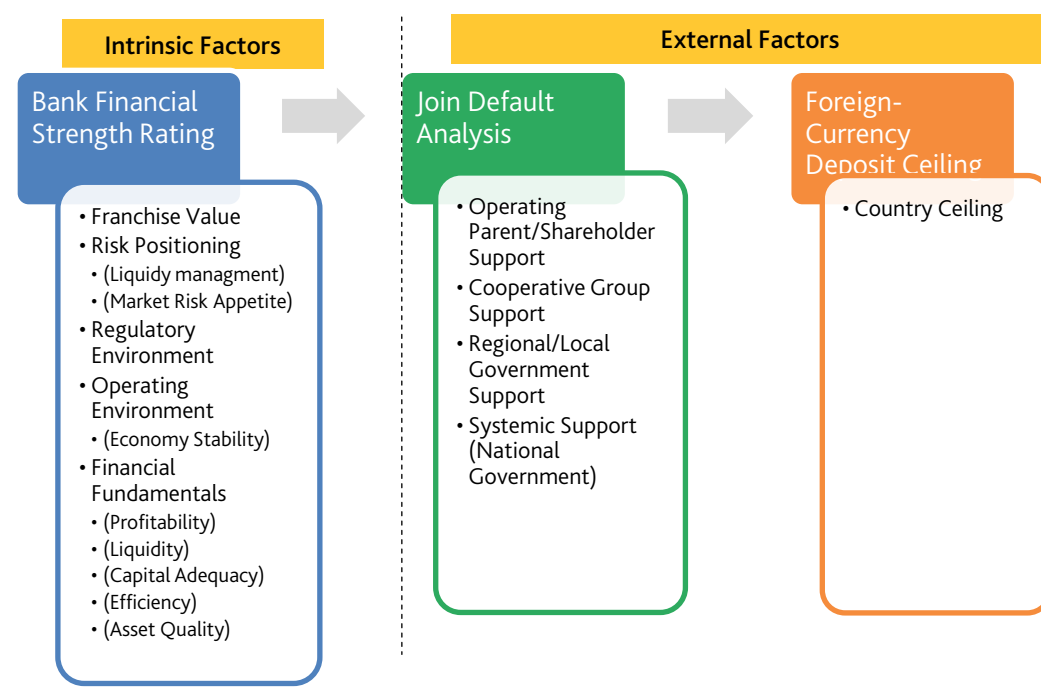 Intrinsic Factors
External Factors
Bank Financial
Strength Rating
• Franchise Value
• Risk Positioning
• (Liquidy managment)
• (Market Risk Appetite)
• Regulatory
Environment
• Operating
Environment
• (Economy Stability)
• Financial
Fundamentals
• (Profitability)
• (Liquidity)
• (Capital Adequacy)
• (Efficiency)
• (Asset Quality)
Join Default
Analysis
• Operating
Parent/Shareholder
Support
• Cooperative Group
Support
• Regional/Local
Government
Support
• Systemic Support
(National
Government)
Foreign-
Currency
Deposit Ceiling
• Country Ceiling